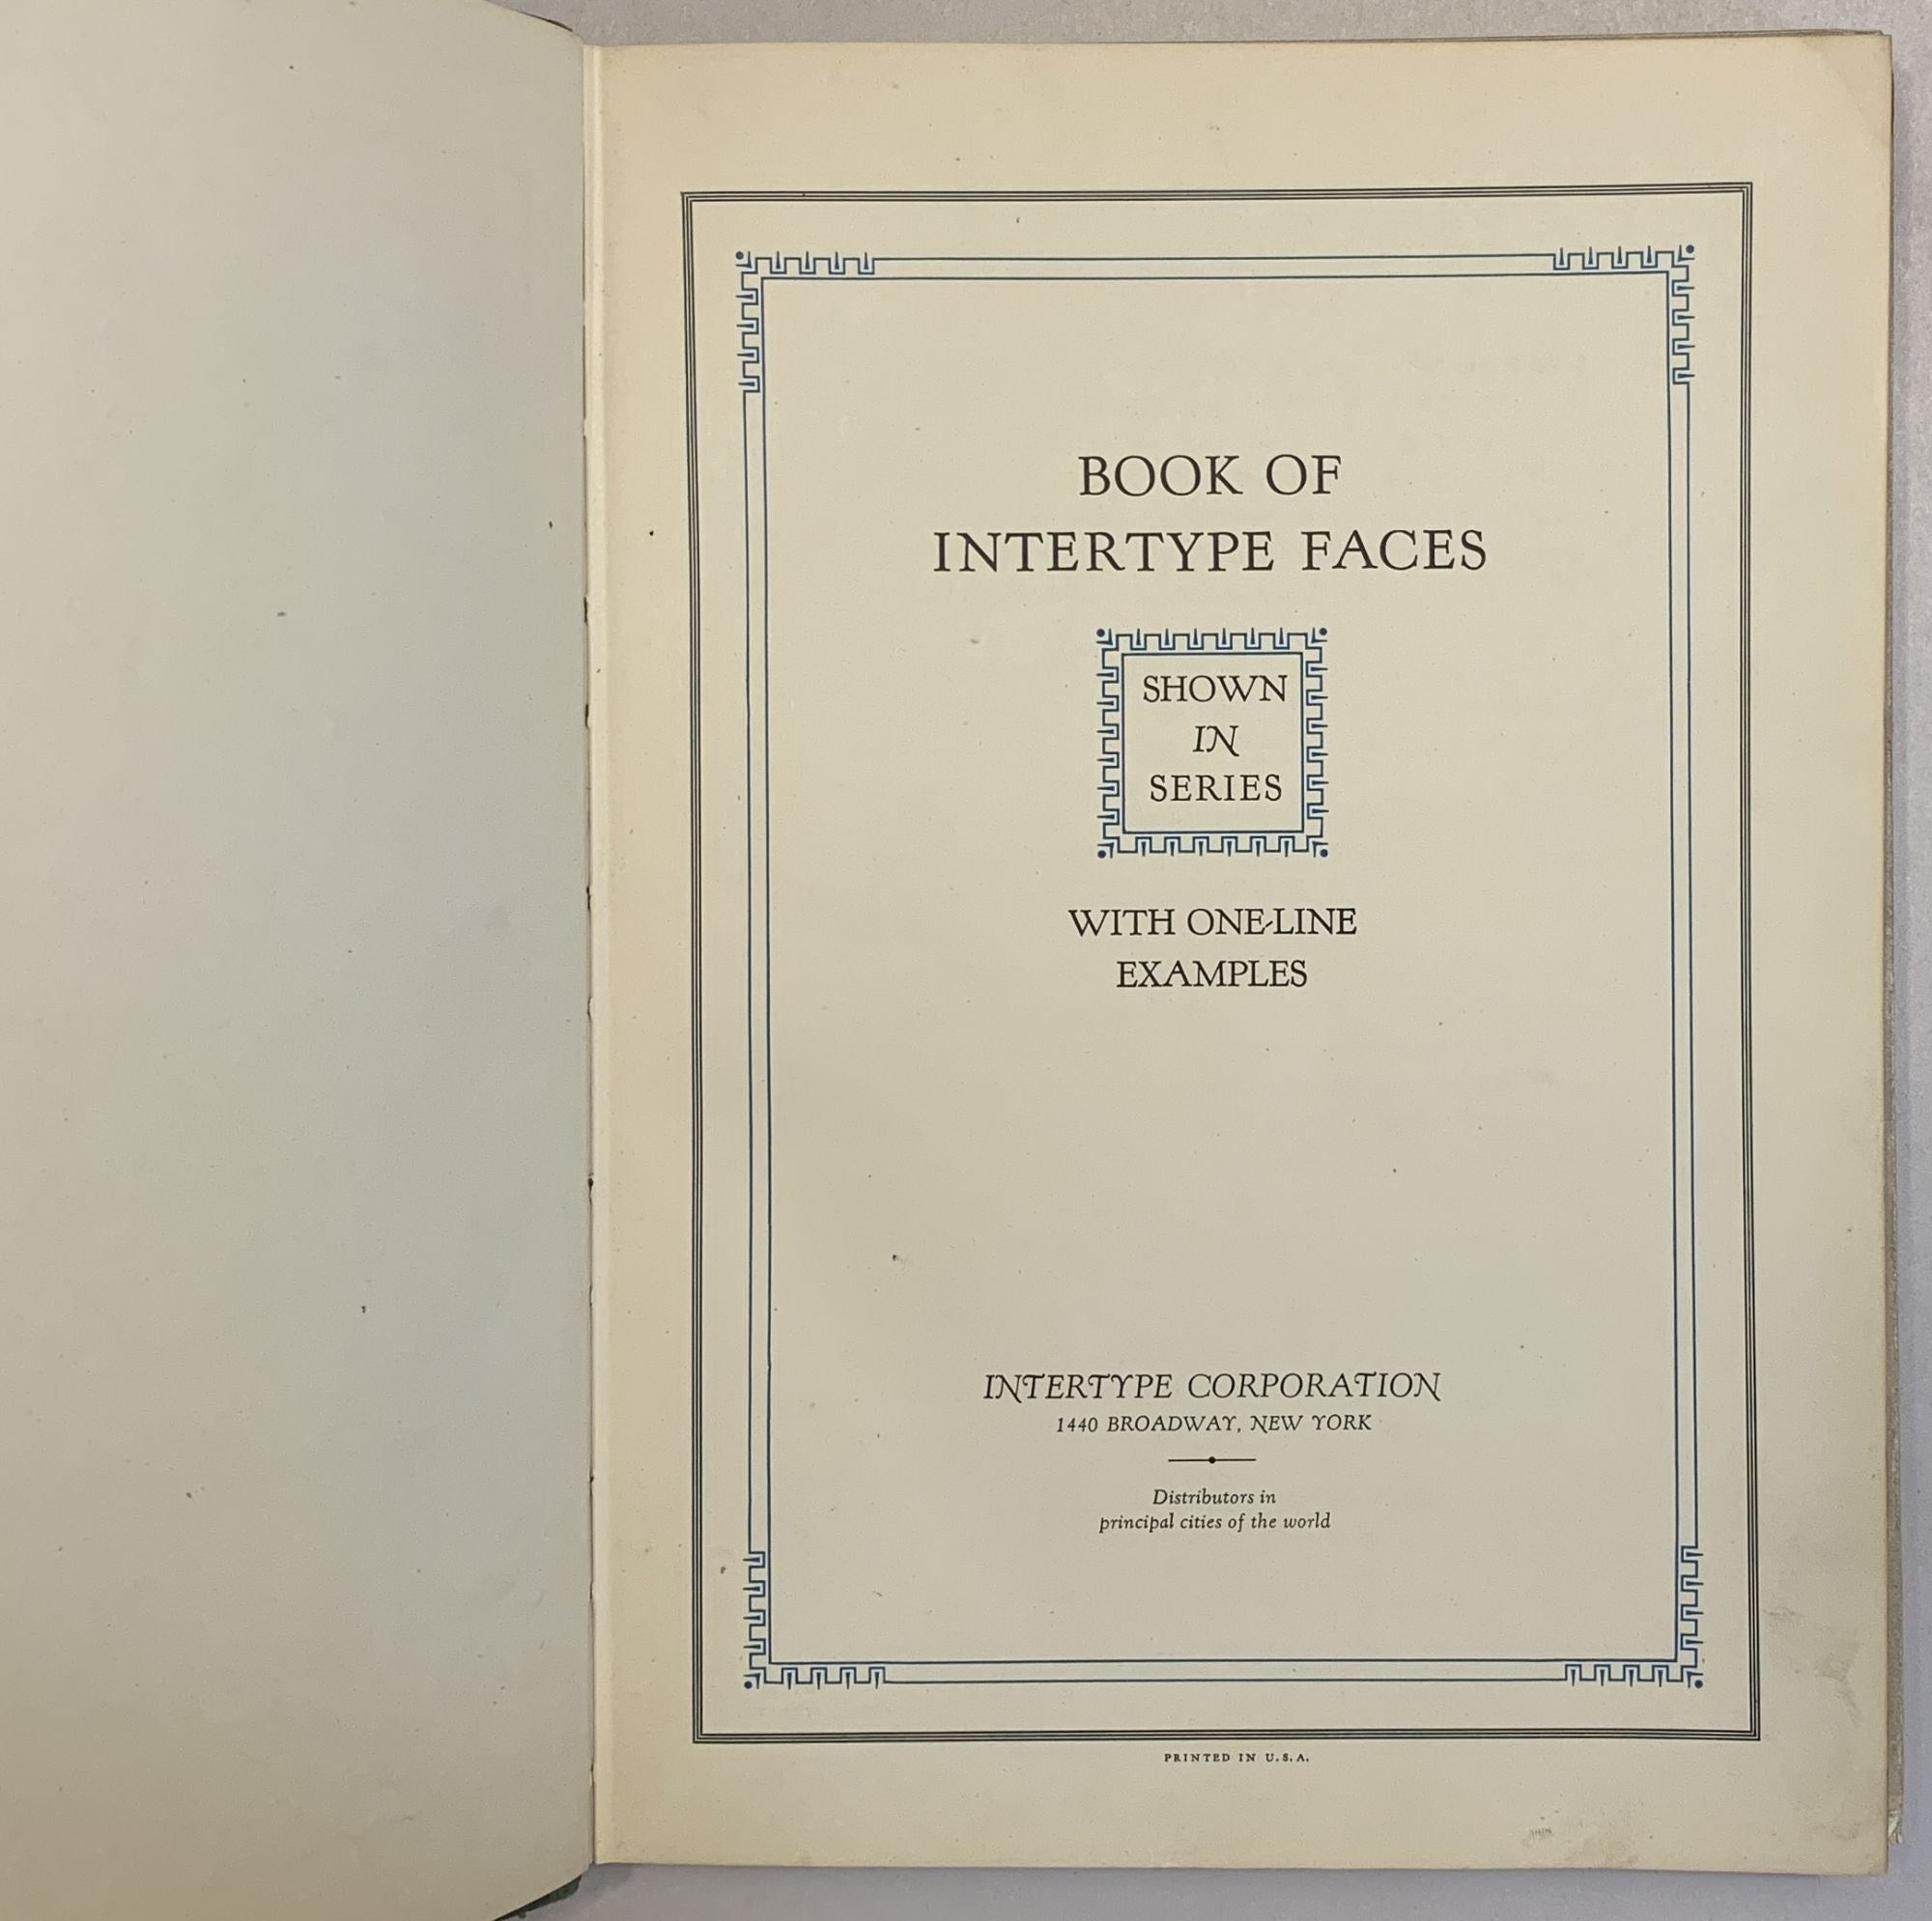 BOOK OF
INTERTYPE FACES
SHOWN
IN
SERIES
WITH ONE-LINE
EXAMPLES
INTERTYPE CORPORATION
1440 BROADWAY, NEW YORK
Distributors in
principal cities of the world
PRINTED IN U.S.A.